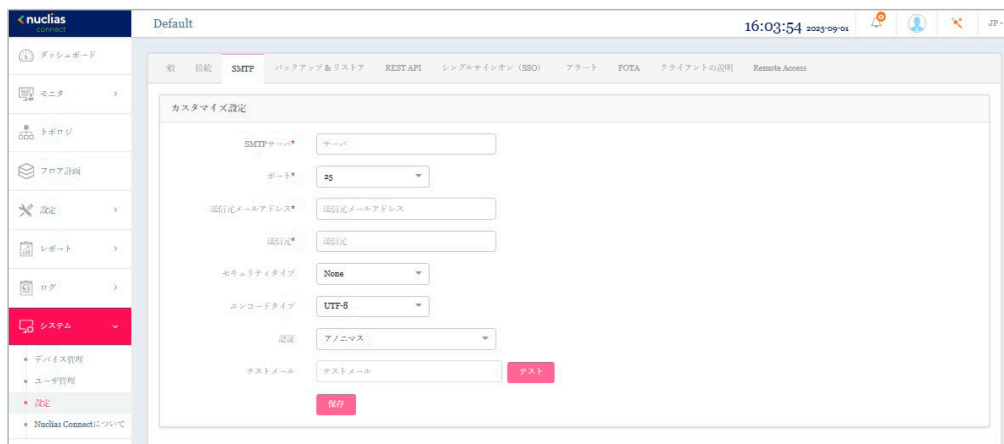 nuclias
connect
Default
16:03:54 2025-09-01
JP -
ダッシュボード
モニタ
トポロジ
フロア計画
設定
レポート
ログ
システム
デバイス管理
ユーザ管理
設定
Nuclias Connectについて
一般 接続 SMTP バックアップ&リストア REST API シングルサインオン (SSO) アラート FOTA クライアントの説明 Remote Access
カスタマイズ設定
SMTPサーバ* サーバ
ポート* 25
送信元メールアドレス* 送信元メールアドレス
送信元* 送信元
セキュリティタイプ None
エンコードタイプ UTF-8
認証 アノニマス
テストメール テストメール テスト
保存